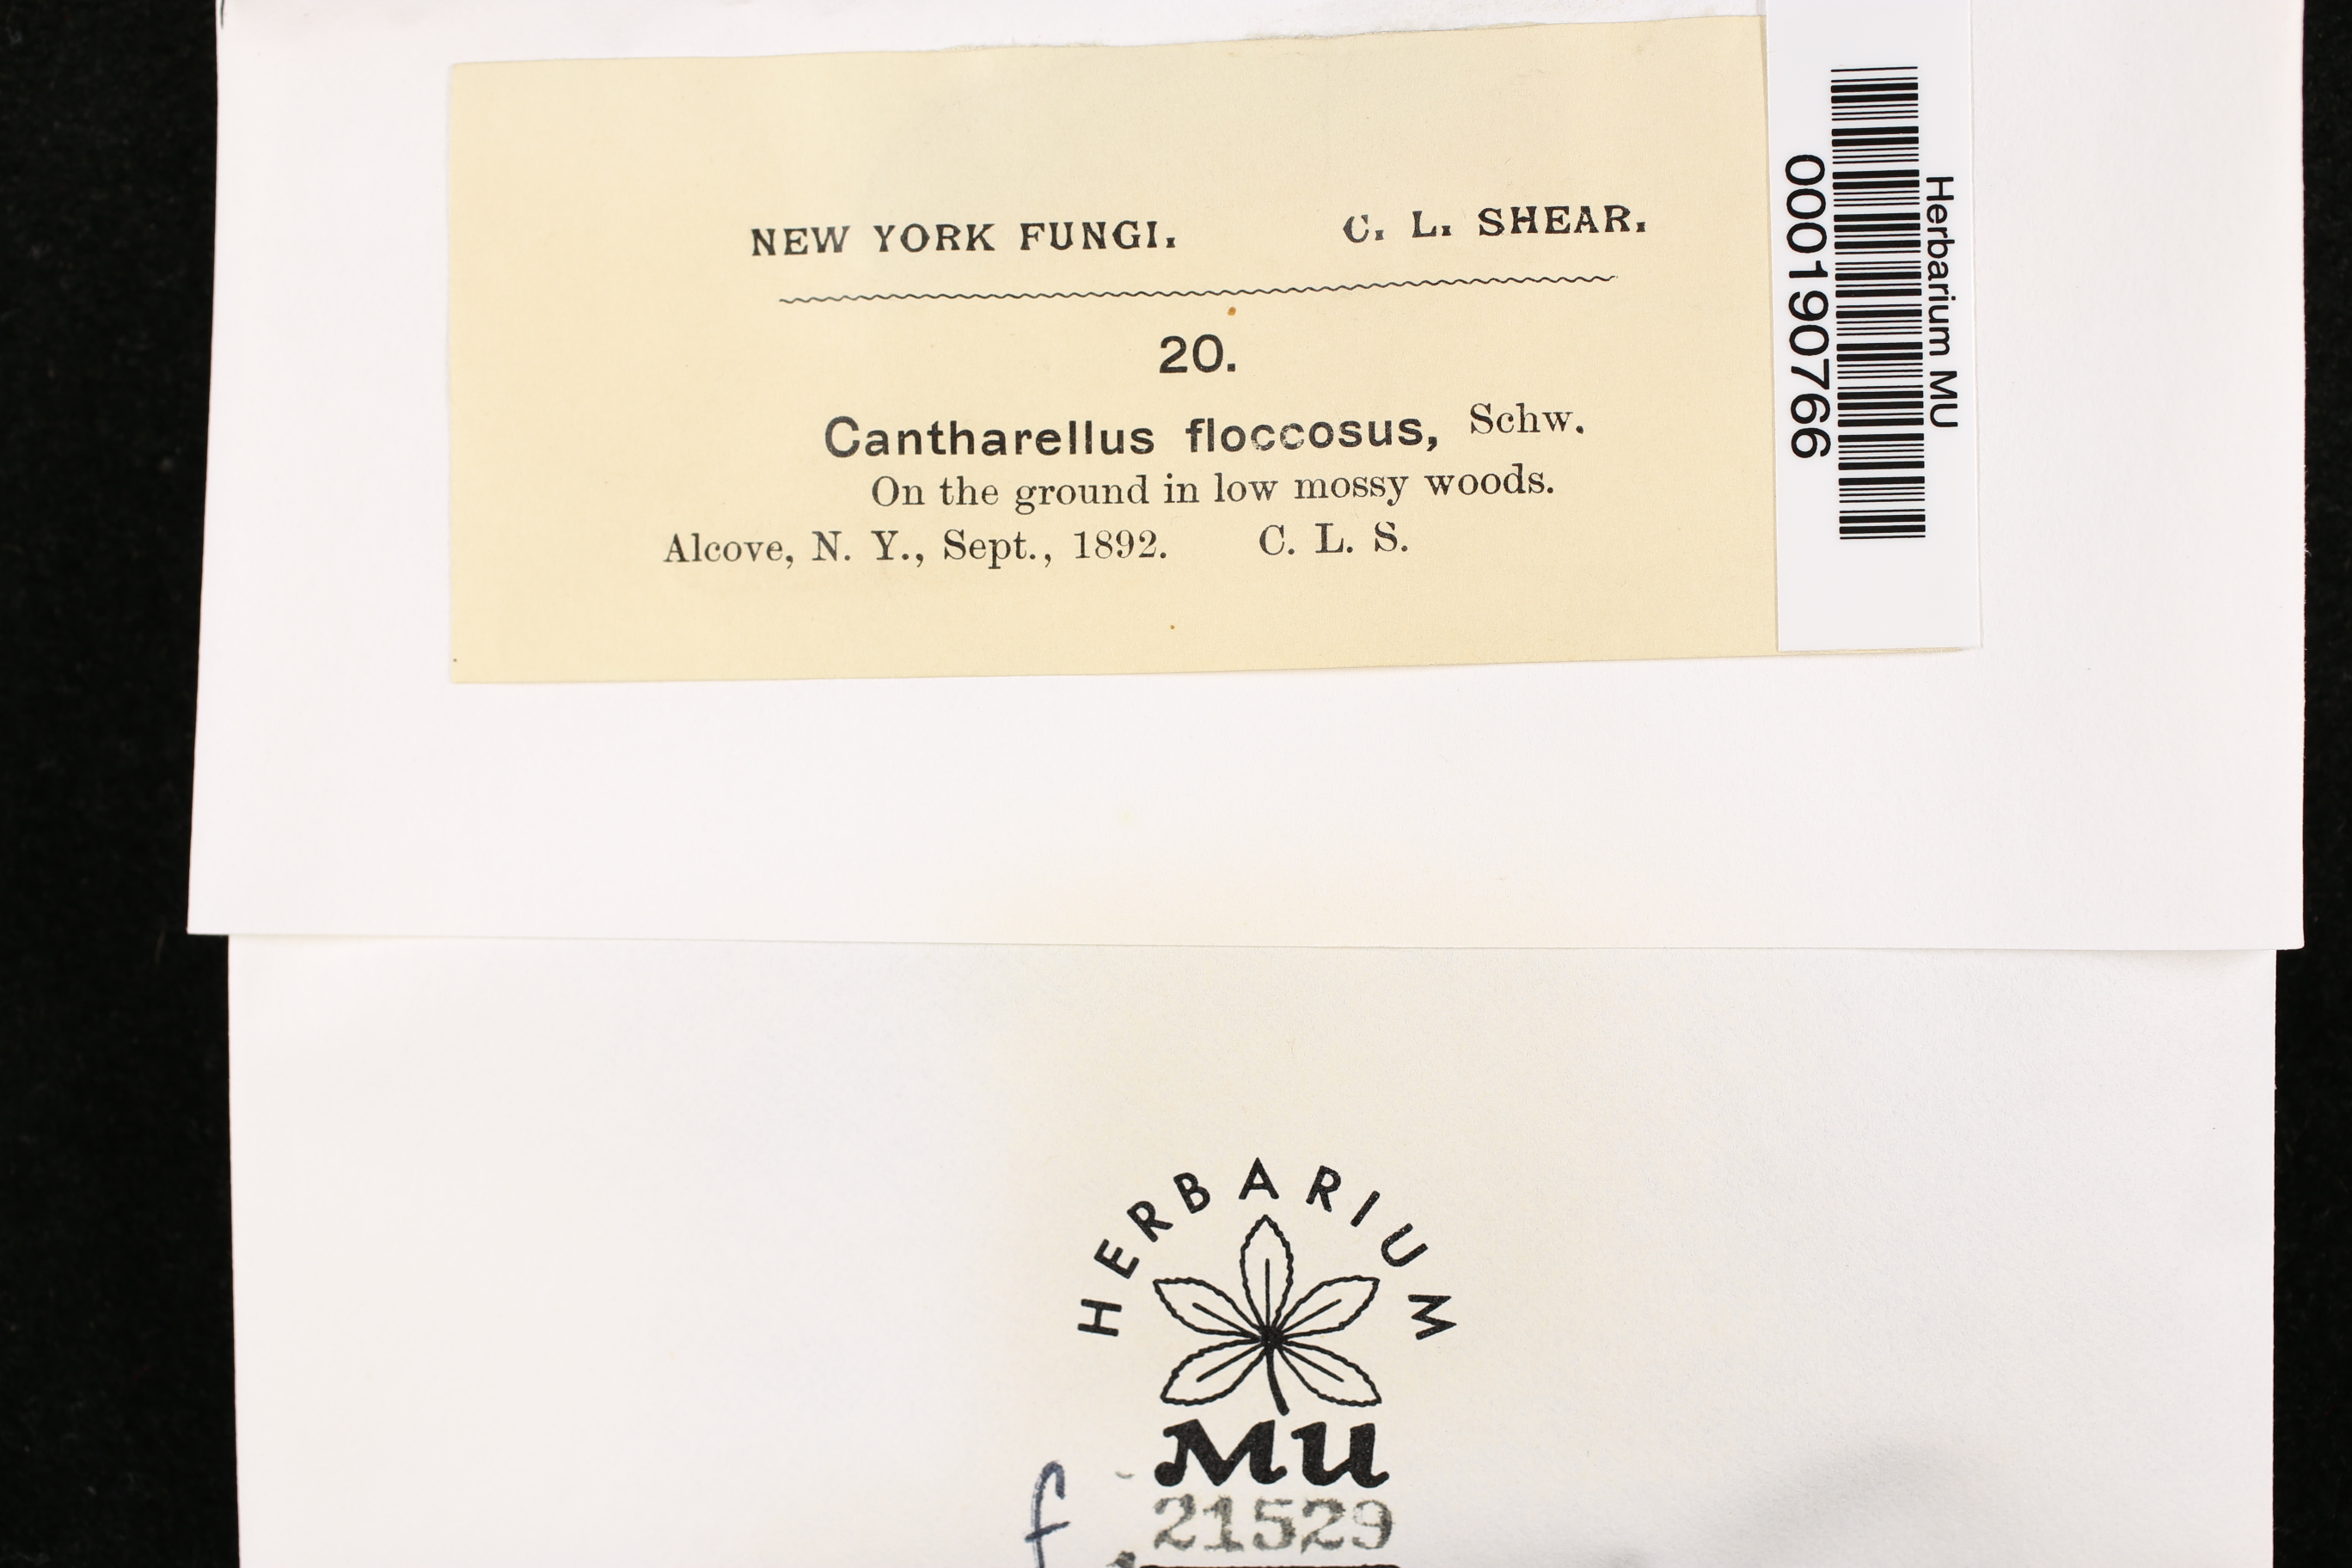 NEW YORK FUNGI. C. L. SHEAR.
20.
Cantharellus floccosus, Schw.
On the ground in low mossy woods.
Alcove, N. Y., Sept., 1892. C. L. S.
Herbarium MU
000190766
HERBARIUM
MU
f
21529